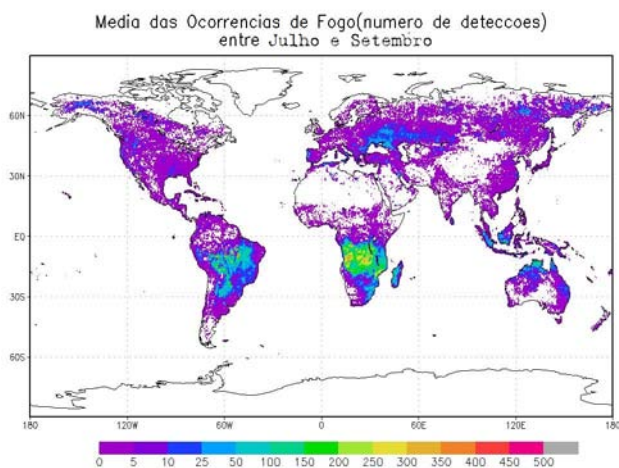 Media das Ocorrencias de Fogo(numero de deteccoes)
entre Julho e Setembro
60N
30N
EQ
30S
60S
180 120W 60W 0 60E 120E 180
0 5 10 25 50 100 150 200 250 300 350 400 450 500